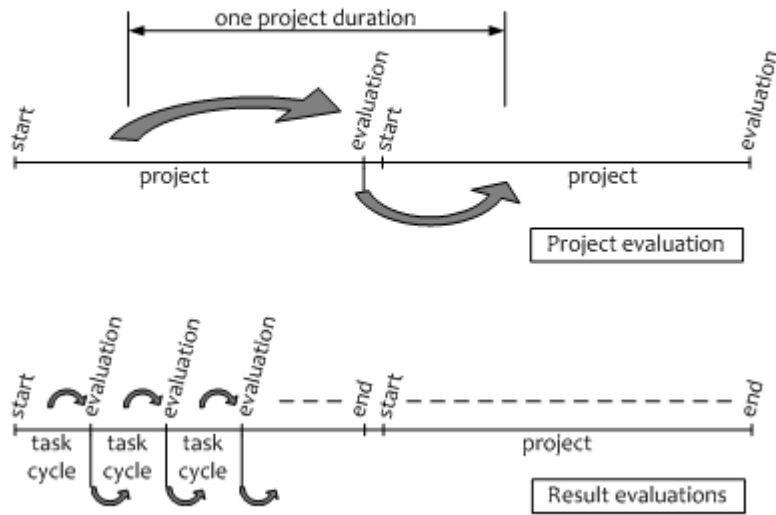 one project duration
start
evaluation
start
evaluation
project
project
Project evaluation
start
evaluation
evaluation
evaluation
end
start
end
task
cycle
task
cycle
task
cycle
project
Result evaluations